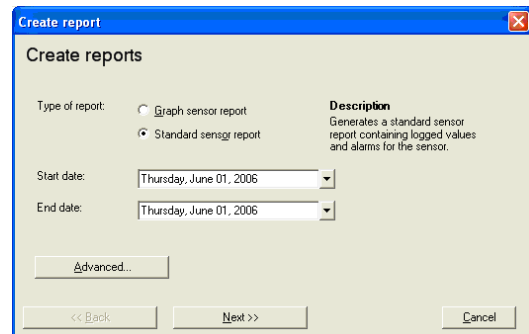 Create report
Create reports
Type of report:
Graph sensor report
Standard sensor report
Description
Generates a standard sensor
report containing logged values
and alarms for the sensor.
Start date:
Thursday, June 01, 2006
End date:
Thursday, June 01, 2006
Advanced...
<< Back
Next >>
Cancel